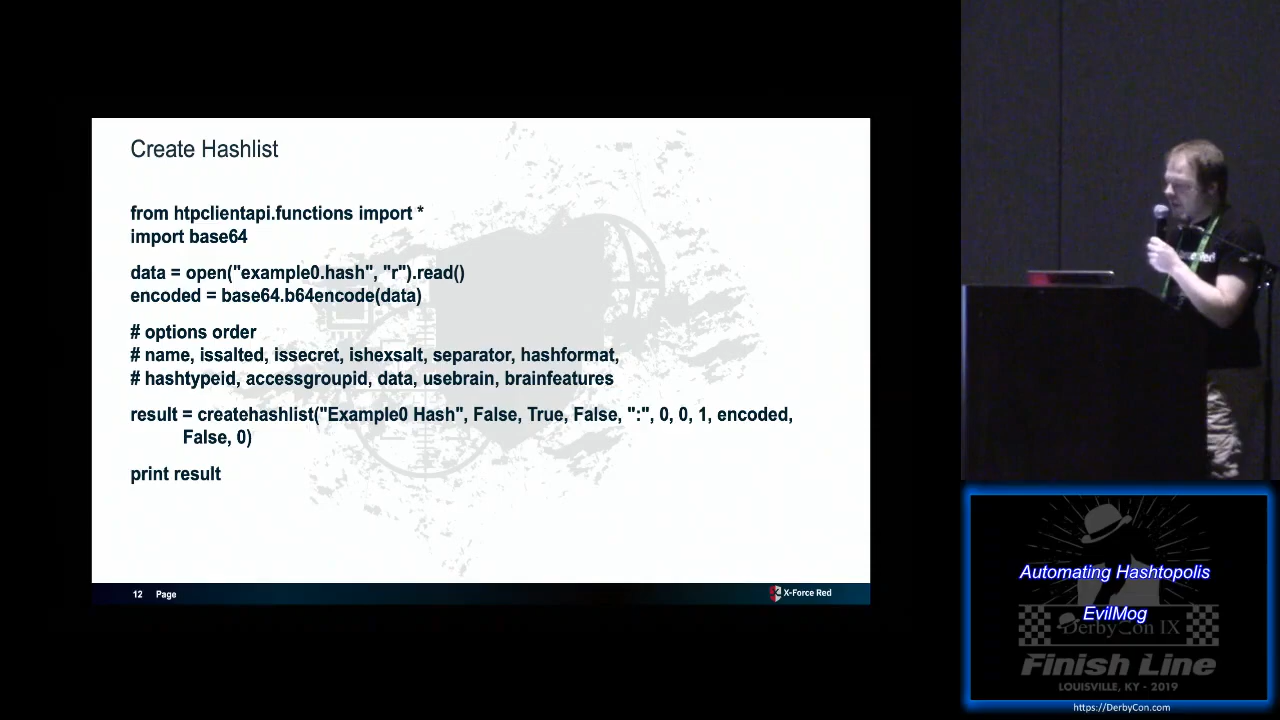 Create Hashlist
from htpclientapi.functions import *
import base64
data = open("example0.hash", "r").read()
encoded = base64.b64encode(data)
# options order
# name, issalted, issecret, ishexsalt, separator, hashformat,
# hashtypeid, accessgroupid, data, usebrain, brainfeatures
result = createhashlist("Example0 Hash", False, True, False, ":", 0, 0, 1, encoded,
False, 0)
print result
12 Page
X-Force Red
Automating Hashtopolis
EvilMog
DerbyCon IX
Finish Line
LOUISVILLE, KY - 2019
https://DerbyCon.com